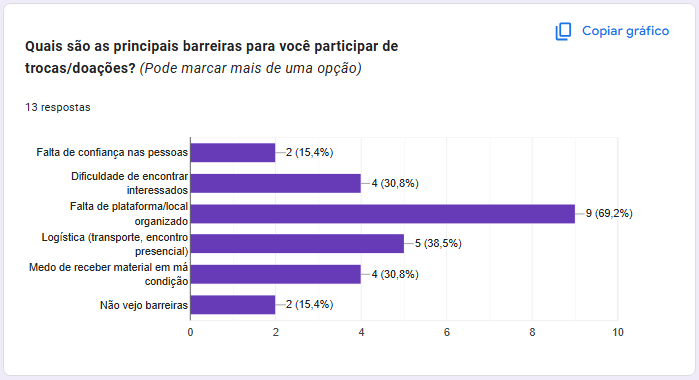 Copiar gráfico
Quais são as principais barreiras para você participar de
trocas/doações? (Pode marcar mais de uma opção)
13 respostas
Falta de confiança nas pessoas
2 (15,4%)
Dificuldade de encontrar
interessados
4 (30,8%)
Falta de plataforma/local
organizado
9 (69,2%)
Logística (transporte, encontro
presencial)
5 (38,5%)
Medo de receber material em má
condição
4 (30,8%)
Não vejo barreiras
2 (15,4%)
0 2 4 6 8 10